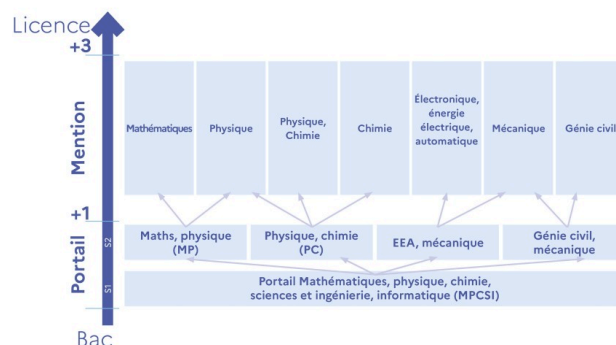 Licence
+3
Mention
Mathématiques
Physique
Physique,
Chimie
Chimie
Électronique,
énergie
électrique,
automatique
Mécanique
Génie civil
+1
Portail
S2
Maths, physique
(MP)
Physique, chimie
(PC)
EEA, mécanique
Génie civil,
mécanique
S1
Portail Mathématiques, physique, chimie,
sciences et ingénierie, informatique (MPCSI)
Bac